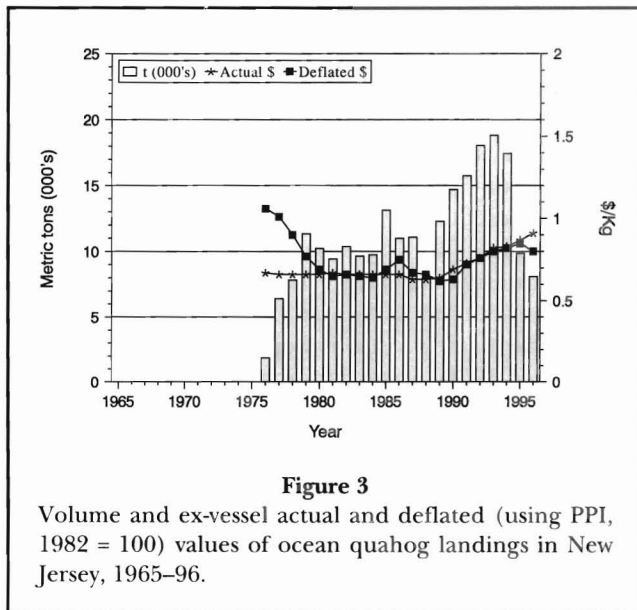 25
20
15
10
5
0
Metric tons (000's)
t (000's) Actual $ Deflated $
2
1.5
1
0.5
0
$/Kg
1965 1970 1975 1980 1985 1990 1995
Year
Figure 3
Volume and ex-vessel actual and deflated (using PPI,
1982 = 100) values of ocean quahog landings in New
Jersey, 1965–96.